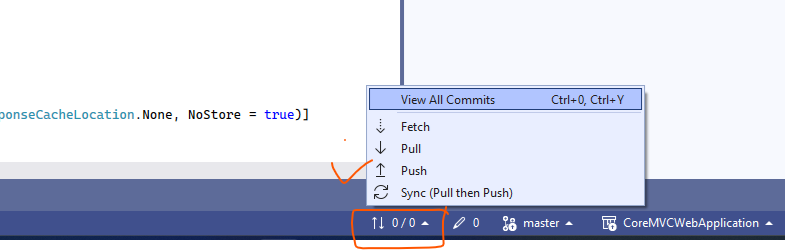 View All Commits Ctrl+0, Ctrl+Y
ponseCacheLocation.None, NoStore = true)]
Fetch
Pull
Push
Sync (Pull then Push)
0 / 0 0 master CoreMVCWebApplication